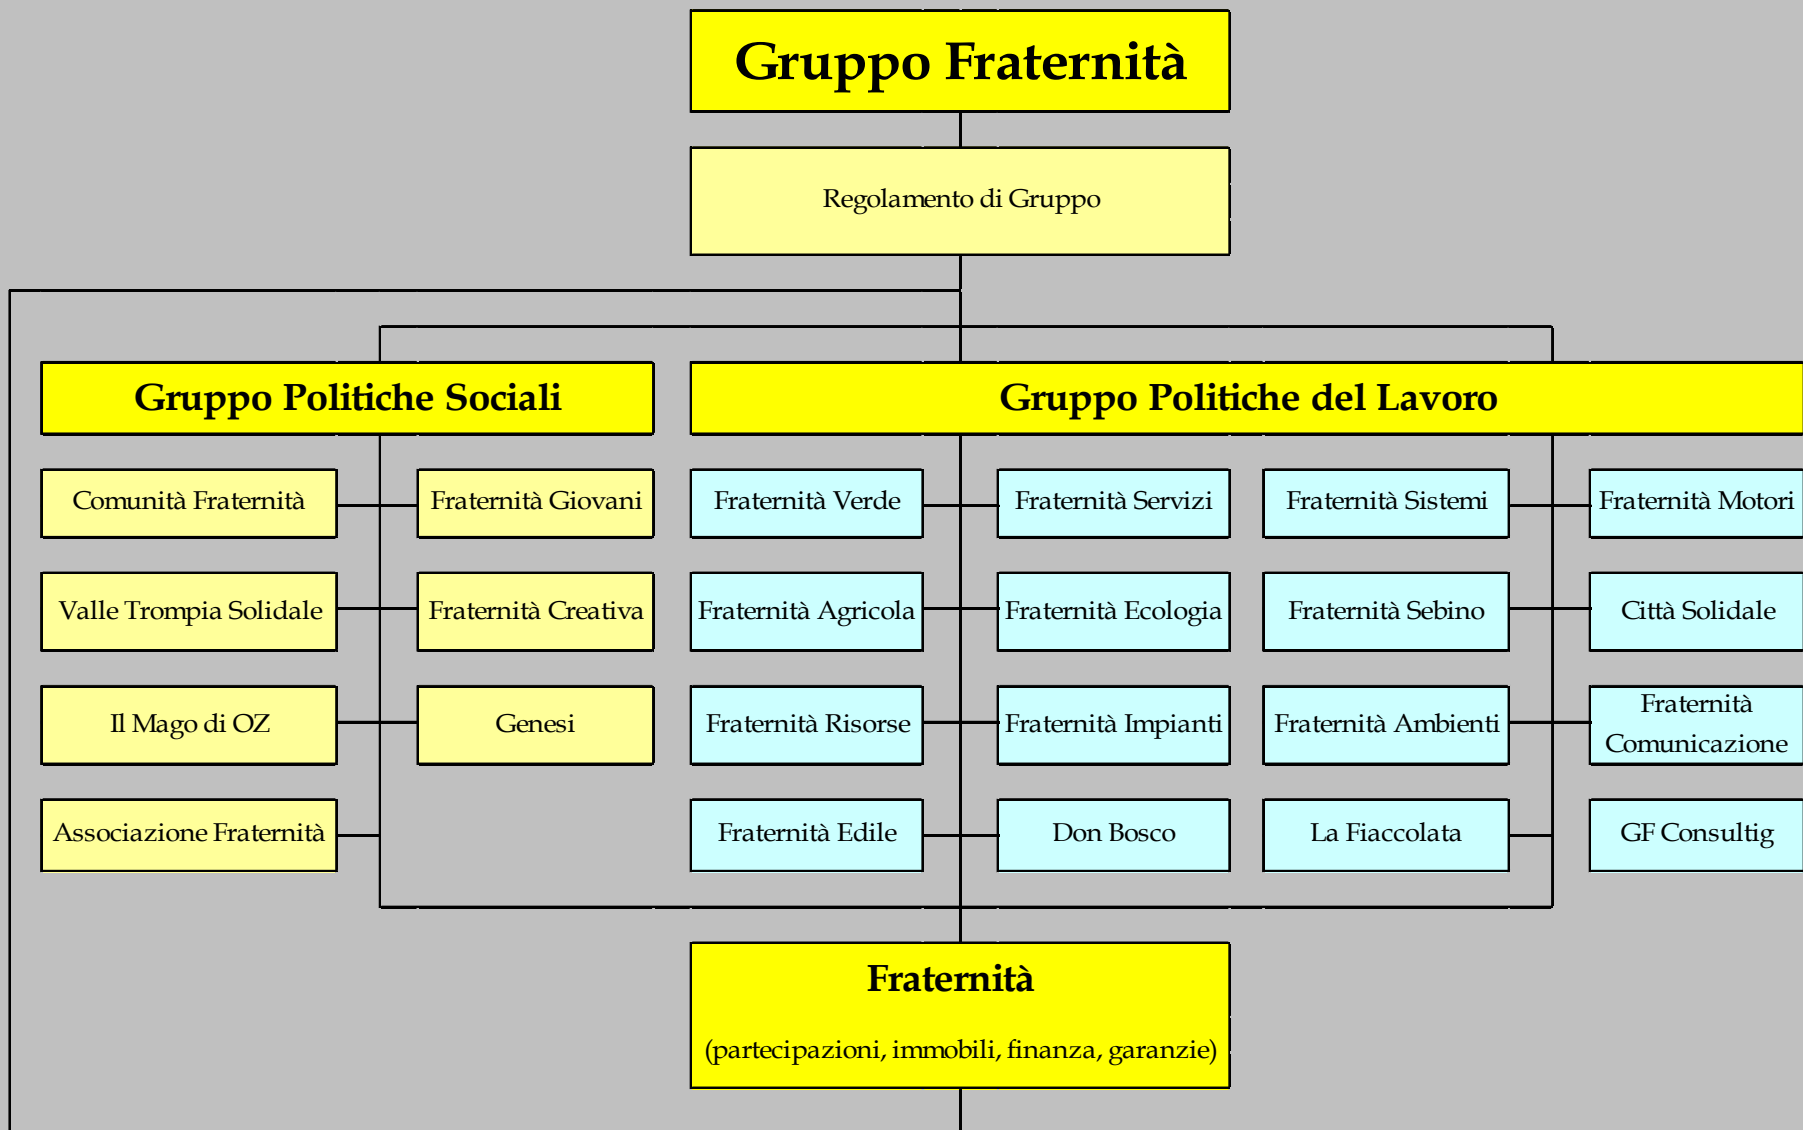 Gruppo Fraternità
Regolamento di Gruppo
Gruppo Politiche Sociali
Gruppo Politiche del Lavoro
Comunità Fraternità
Fraternità Giovani
Fraternità Verde
Fraternità Servizi
Fraternità Sistemi
Fraternità Motori
Valle Trompia Solidale
Fraternità Creativa
Fraternità Agricola
Fraternità Ecologia
Fraternità Sebino
Città Solidale
Il Mago di OZ
Genesi
Fraternità Risorse
Fraternità Impianti
Fraternità Ambienti
Fraternità
Comunicazione
Associazione Fraternità
Fraternità Edile
Don Bosco
La Fiaccolata
GF Consultig
Fraternità
(partecipazioni, immobili, finanza, garanzie)